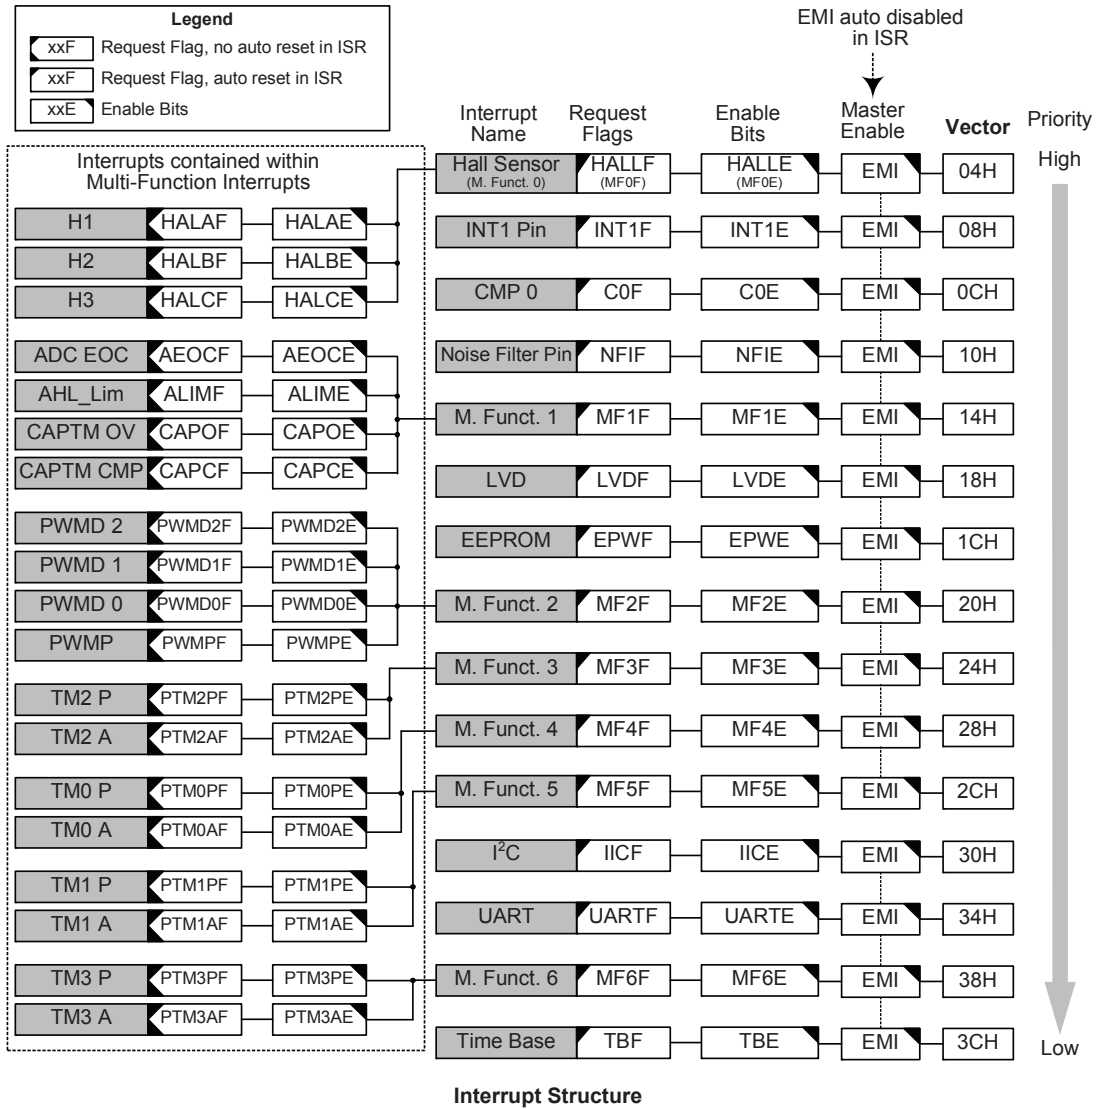 Legend
xxF Request Flag, no auto reset in ISR
xxF Request Flag, auto reset in ISR
xxE Enable Bits
EMI auto disabled
in ISR
Interrupt Name Request Flags Enable Bits Master Enable Vector Priority
Interrupts contained within
Multi-Function Interrupts
High
Hall Sensor (M. Funct. 0) HALLF (MF0F) HALLE (MF0E) EMI 04H
H1 HALAF HALAE
INT1 Pin INT1F INT1E EMI 08H
H2 HALBF HALBE
H3 HALCF HALCE
CMP 0 C0F C0E EMI 0CH
ADC EOC AEOCF AEOCE
Noise Filter Pin NFIF NFIE EMI 10H
AHL_Lim ALIMF ALIME
M. Funct. 1 MF1F MF1E EMI 14H
CAPTM OV CAPOF CAPOE
CAPTM CMP CAPCF CAPCE
LVD LVDF LVDE EMI 18H
PWMD 2 PWMD2F PWMD2E
EEPROM EPWF EPWE EMI 1CH
PWMD 1 PWMD1F PWMD1E
PWMD 0 PWMD0F PWMD0E
M. Funct. 2 MF2F MF2E EMI 20H
PWMP PWMPF PWMPE
M. Funct. 3 MF3F MF3E EMI 24H
TM2 P PTM2PF PTM2PE
TM2 A PTM2AF PTM2AE
M. Funct. 4 MF4F MF4E EMI 28H
TM0 P PTM0PF PTM0PE
M. Funct. 5 MF5F MF5E EMI 2CH
TM0 A PTM0AF PTM0AE
I²C IICF IICE EMI 30H
TM1 P PTM1PF PTM1PE
TM1 A PTM1AF PTM1AE
UART UARTF UARTE EMI 34H
TM3 P PTM3PF PTM3PE
M. Funct. 6 MF6F MF6E EMI 38H
TM3 A PTM3AF PTM3AE
Time Base TBF TBE EMI 3CH
Low
Interrupt Structure